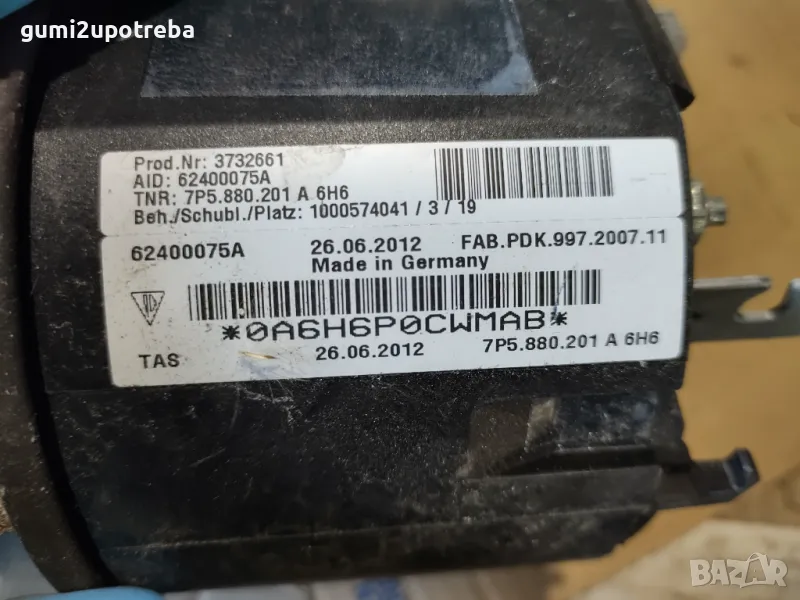 gumi2upotreba
Prod.Nr: 3732661
AID: 62400075A
TNR: 7P5.880.201 A 6H6
Beh./Schubl./Platz: 1000574041 / 3 / 19
62400075A 26.06.2012 FAB.PDK.997.2007.11
Made in Germany
*0A6H6P0CWMAB*
TAS 26.06.2012 7P5.880.201 A 6H6
BAZAR